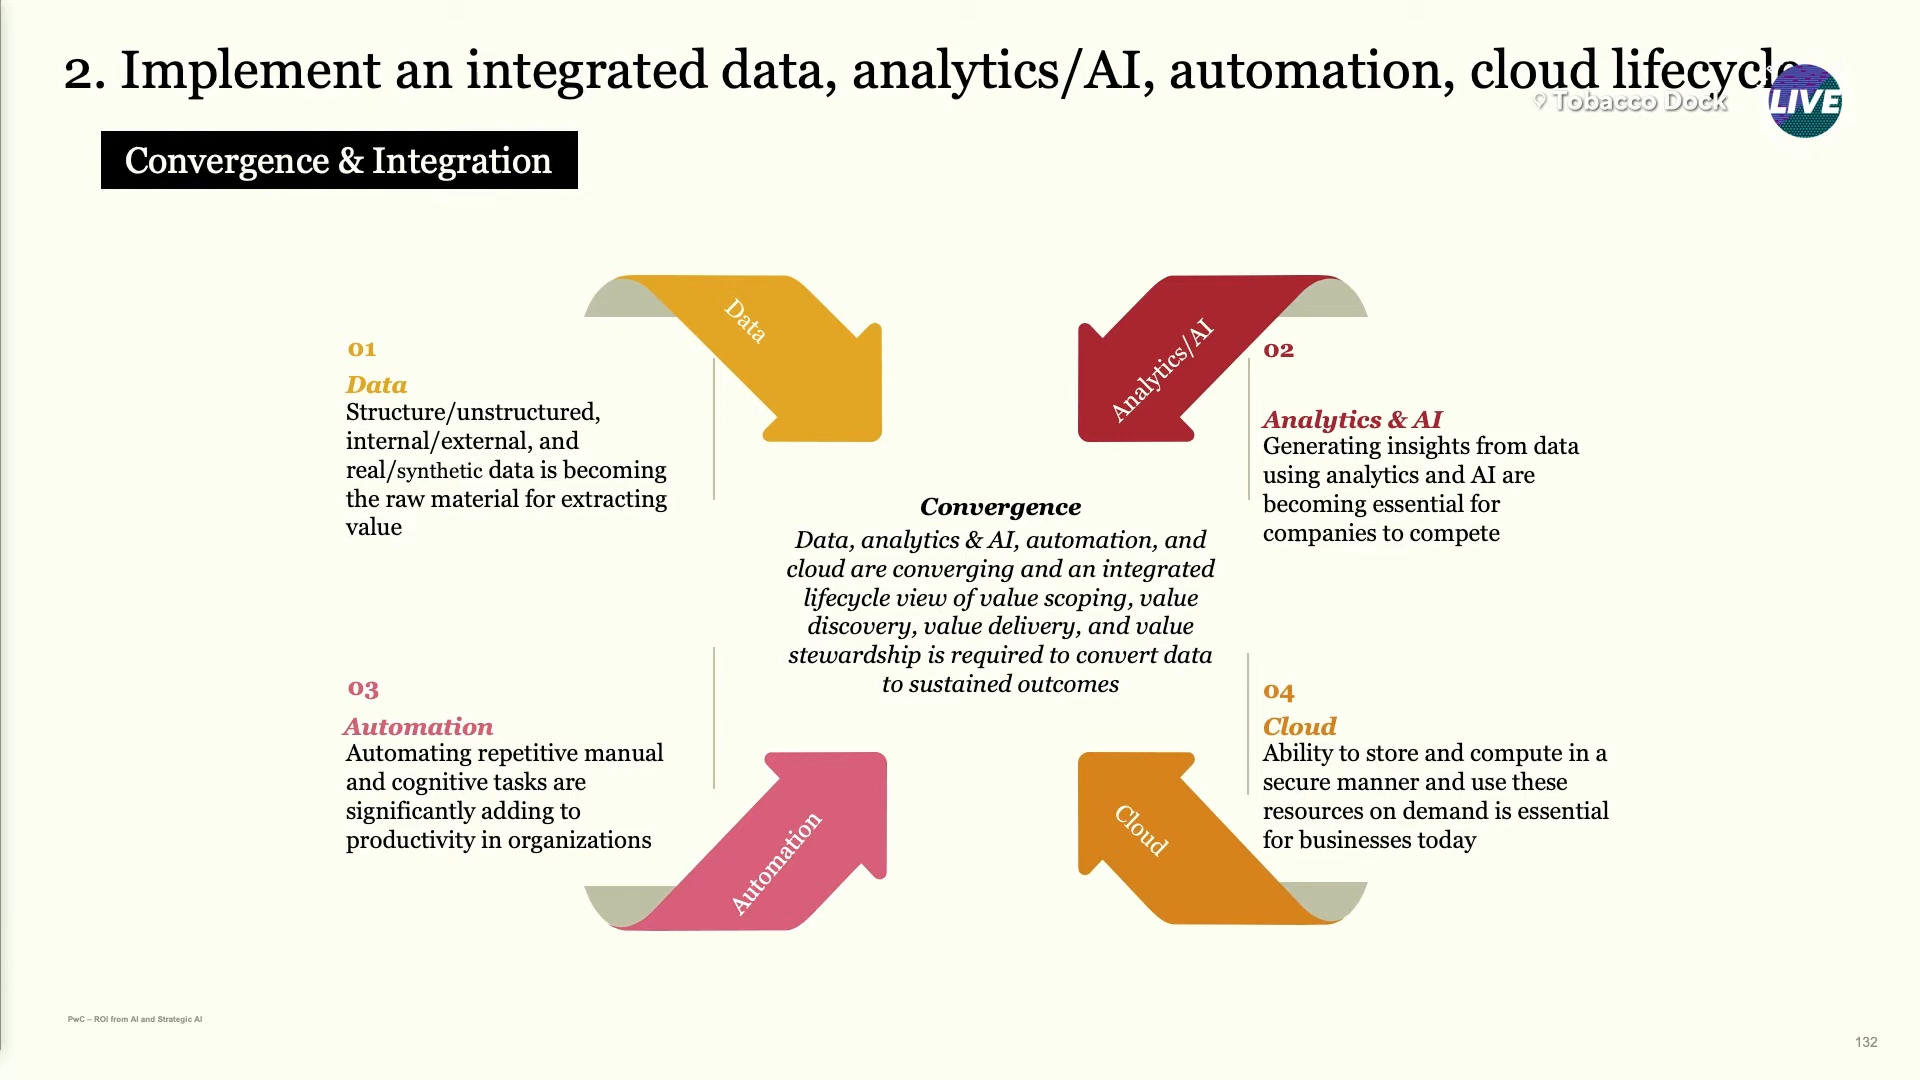 2. Implement an integrated data, analytics/AI, automation, cloud lifecycle
Tobacco Dock
LIVE
Convergence & Integration
Data
Analytics/AI
01
Data
Structure/unstructured,
internal/external, and
real/synthetic data is becoming
the raw material for extracting
value
02
Analytics & AI
Generating insights from data
using analytics and AI are
becoming essential for
companies to compete
Convergence
Data, analytics & AI, automation, and
cloud are converging and an integrated
lifecycle view of value scoping, value
discovery, value delivery, and value
stewardship is required to convert data
to sustained outcomes
03
Automation
Automating repetitive manual
and cognitive tasks are
significantly adding to
productivity in organizations
04
Cloud
Ability to store and compute in a
secure manner and use these
resources on demand is essential
for businesses today
Automation
Cloud
PwC – ROI from AI and Strategic AI
132